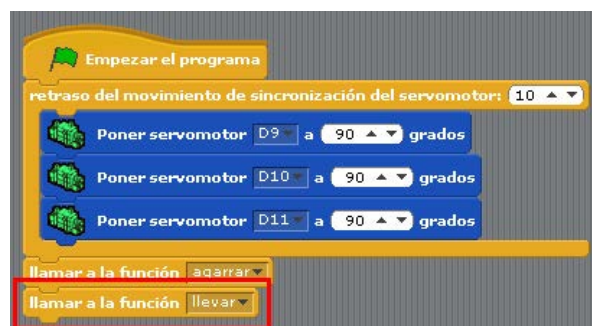 Empezar el programa
retraso del movimiento de sincronización del servomotor: 10
Poner servomotor D9 a 90 grados
Poner servomotor D10 a 90 grados
Poner servomotor D11 a 90 grados
llamar a la función agarrar
llamar a la función llevar